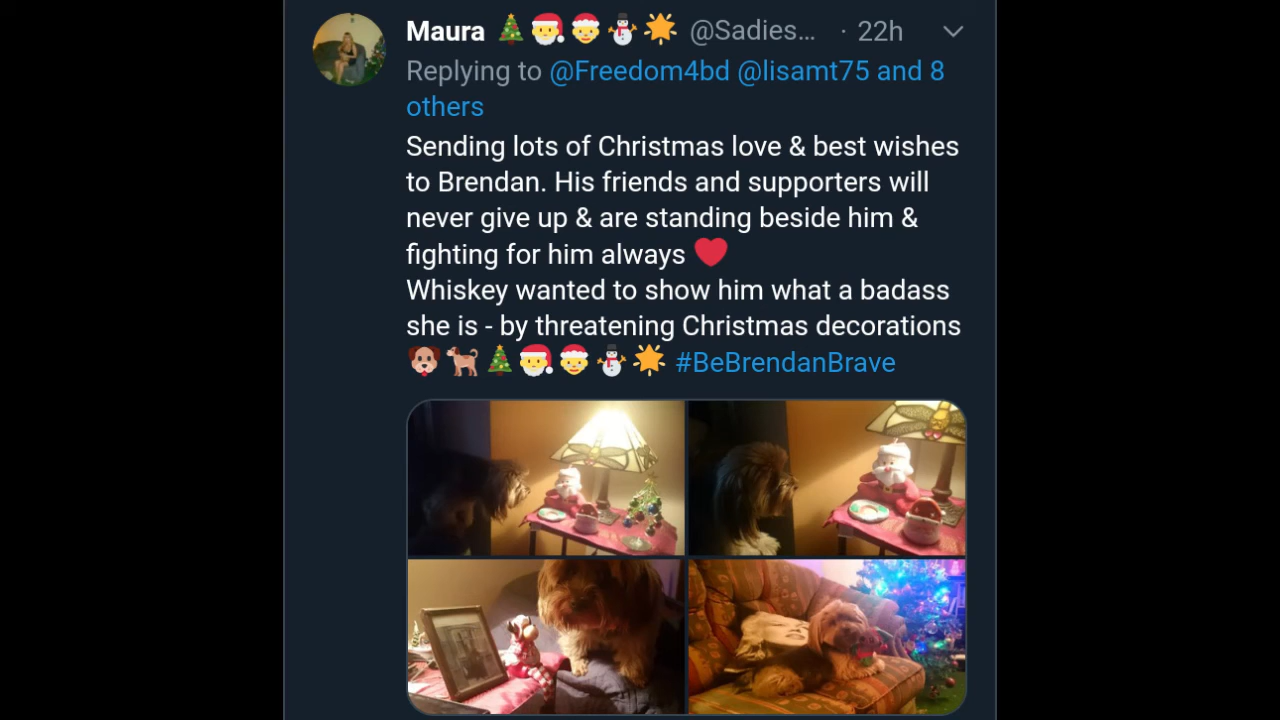 Maura 🎄🎅🤶⛄🌟 @Sadies... · 22h
Replying to @Freedom4bd @lisamt75 and 8
others
Sending lots of Christmas love & best wishes
to Brendan. His friends and supporters will
never give up & are standing beside him &
fighting for him always ❤️
Whiskey wanted to show him what a badass
she is - by threatening Christmas decorations
🐶🐕🎄🎅🤶⛄🌟 #BeBrendanBrave